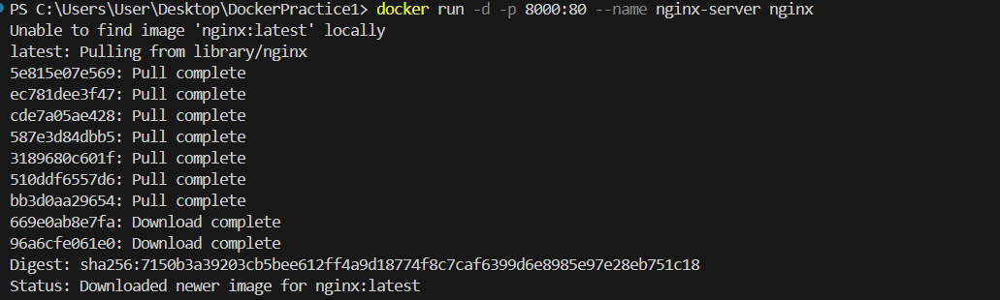 PS C:\Users\User\Desktop\DockerPractice1> docker run -d -p 8000:80 --name nginx-server nginx
Unable to find image 'nginx:latest' locally
latest: Pulling from library/nginx
5e815e07e569: Pull complete
ec781dee3f47: Pull complete
cde7a05ae428: Pull complete
587e3d84dbb5: Pull complete
3189680c601f: Pull complete
510ddf6557d6: Pull complete
bb3d0aa29654: Pull complete
669e0ab8e7fa: Download complete
96a6cfe061e0: Download complete
Digest: sha256:7150b3a39203cb5bee612ff4a9d18774f8c7caf6399d6e8985e97e28eb751c18
Status: Downloaded newer image for nginx:latest